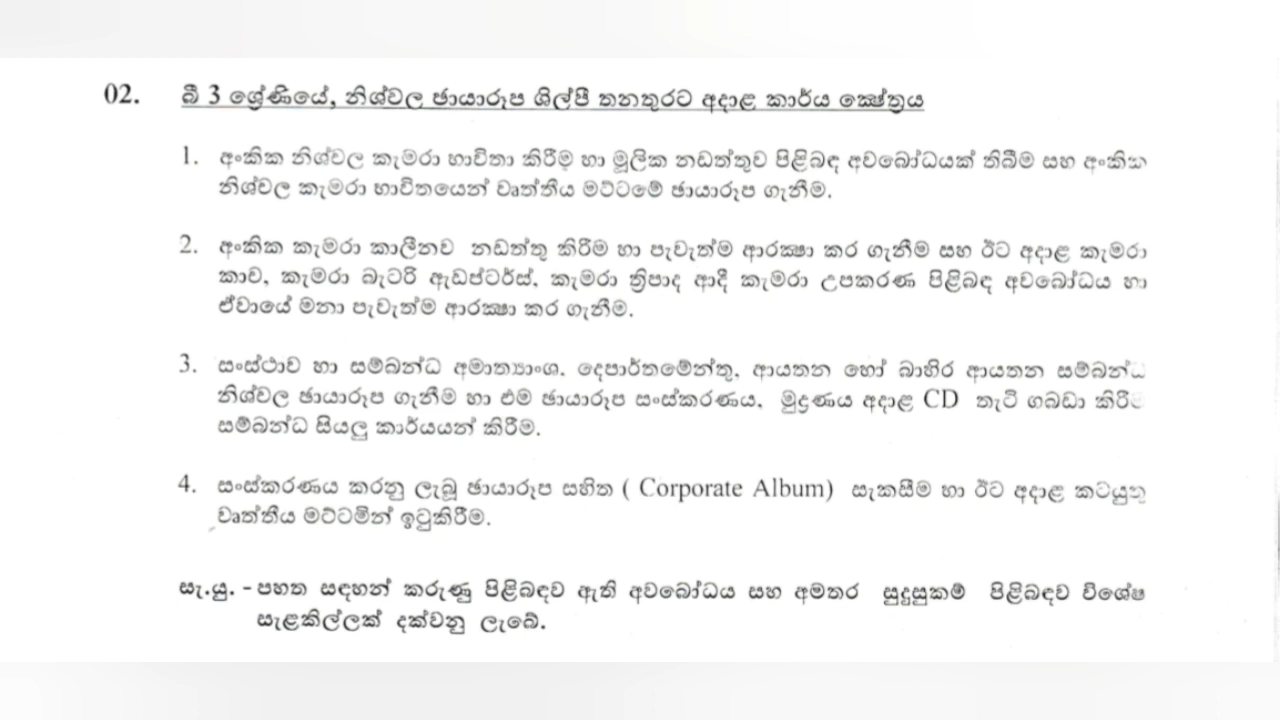 02. බී 3 ශ්‍රේණියේ, නිශ්චල ඡායාරූප ශිල්පී තනතුරට අදාළ කාර්ය ක්‍ෂේත්‍රය
1. අංකික නිශ්චල කැමරා භාවිතා කිරීම හා මූලික නඩත්තුව පිළිබඳ අවබෝධයක් තිබීම සහ අංකික
නිශ්චල කැමරා භාවිතයෙන් වෘත්තීය මට්ටමේ ඡායාරූප ගැනීම.
2. අංකික කැමරා කාලීනව නඩත්තු කිරීම හා පැවැත්ම ආරක්‍ෂා කර ගැනීම සහ ඊට අදාළ කැමරා
කාච, කැමරා බැටරි ඇඩප්ටර්ස්, කැමරා ත්‍රිපාද ආදී කැමරා උපකරණ පිළිබඳ අවබෝධය හා
ඒවායේ මනා පැවැත්ම ආරක්‍ෂා කර ගැනීම.
3. සංස්ථාව හා සම්බන්ධ අමාත්‍යාංශ, දෙපාර්තමේන්තු, ආයතන හෝ බාහිර ආයතන සම්බන්ධ
නිශ්චල ඡායාරූප ගැනීම හා එම ඡායාරූප සංස්කරණය, මුද්‍රණය අදාළ CD තැටි ගබඩා කිරීම
සම්බන්ධ සියලු කාර්යයන් කිරීම.
4. සංස්කරණය කරනු ලැබූ ඡායාරූප සහිත ( Corporate Album) සැකසීම හා ඊට අදාළ කටයුතු
වෘත්තීය මට්ටමින් ඉටුකිරීම.
සැ.යු. - පහත සඳහන් කරුණු පිළිබඳව ඇති අවබෝධය සහ අමතර සුදුසුකම් පිළිබඳව විශේෂ
සැළකිල්ලක් දක්වනු ලැබේ.